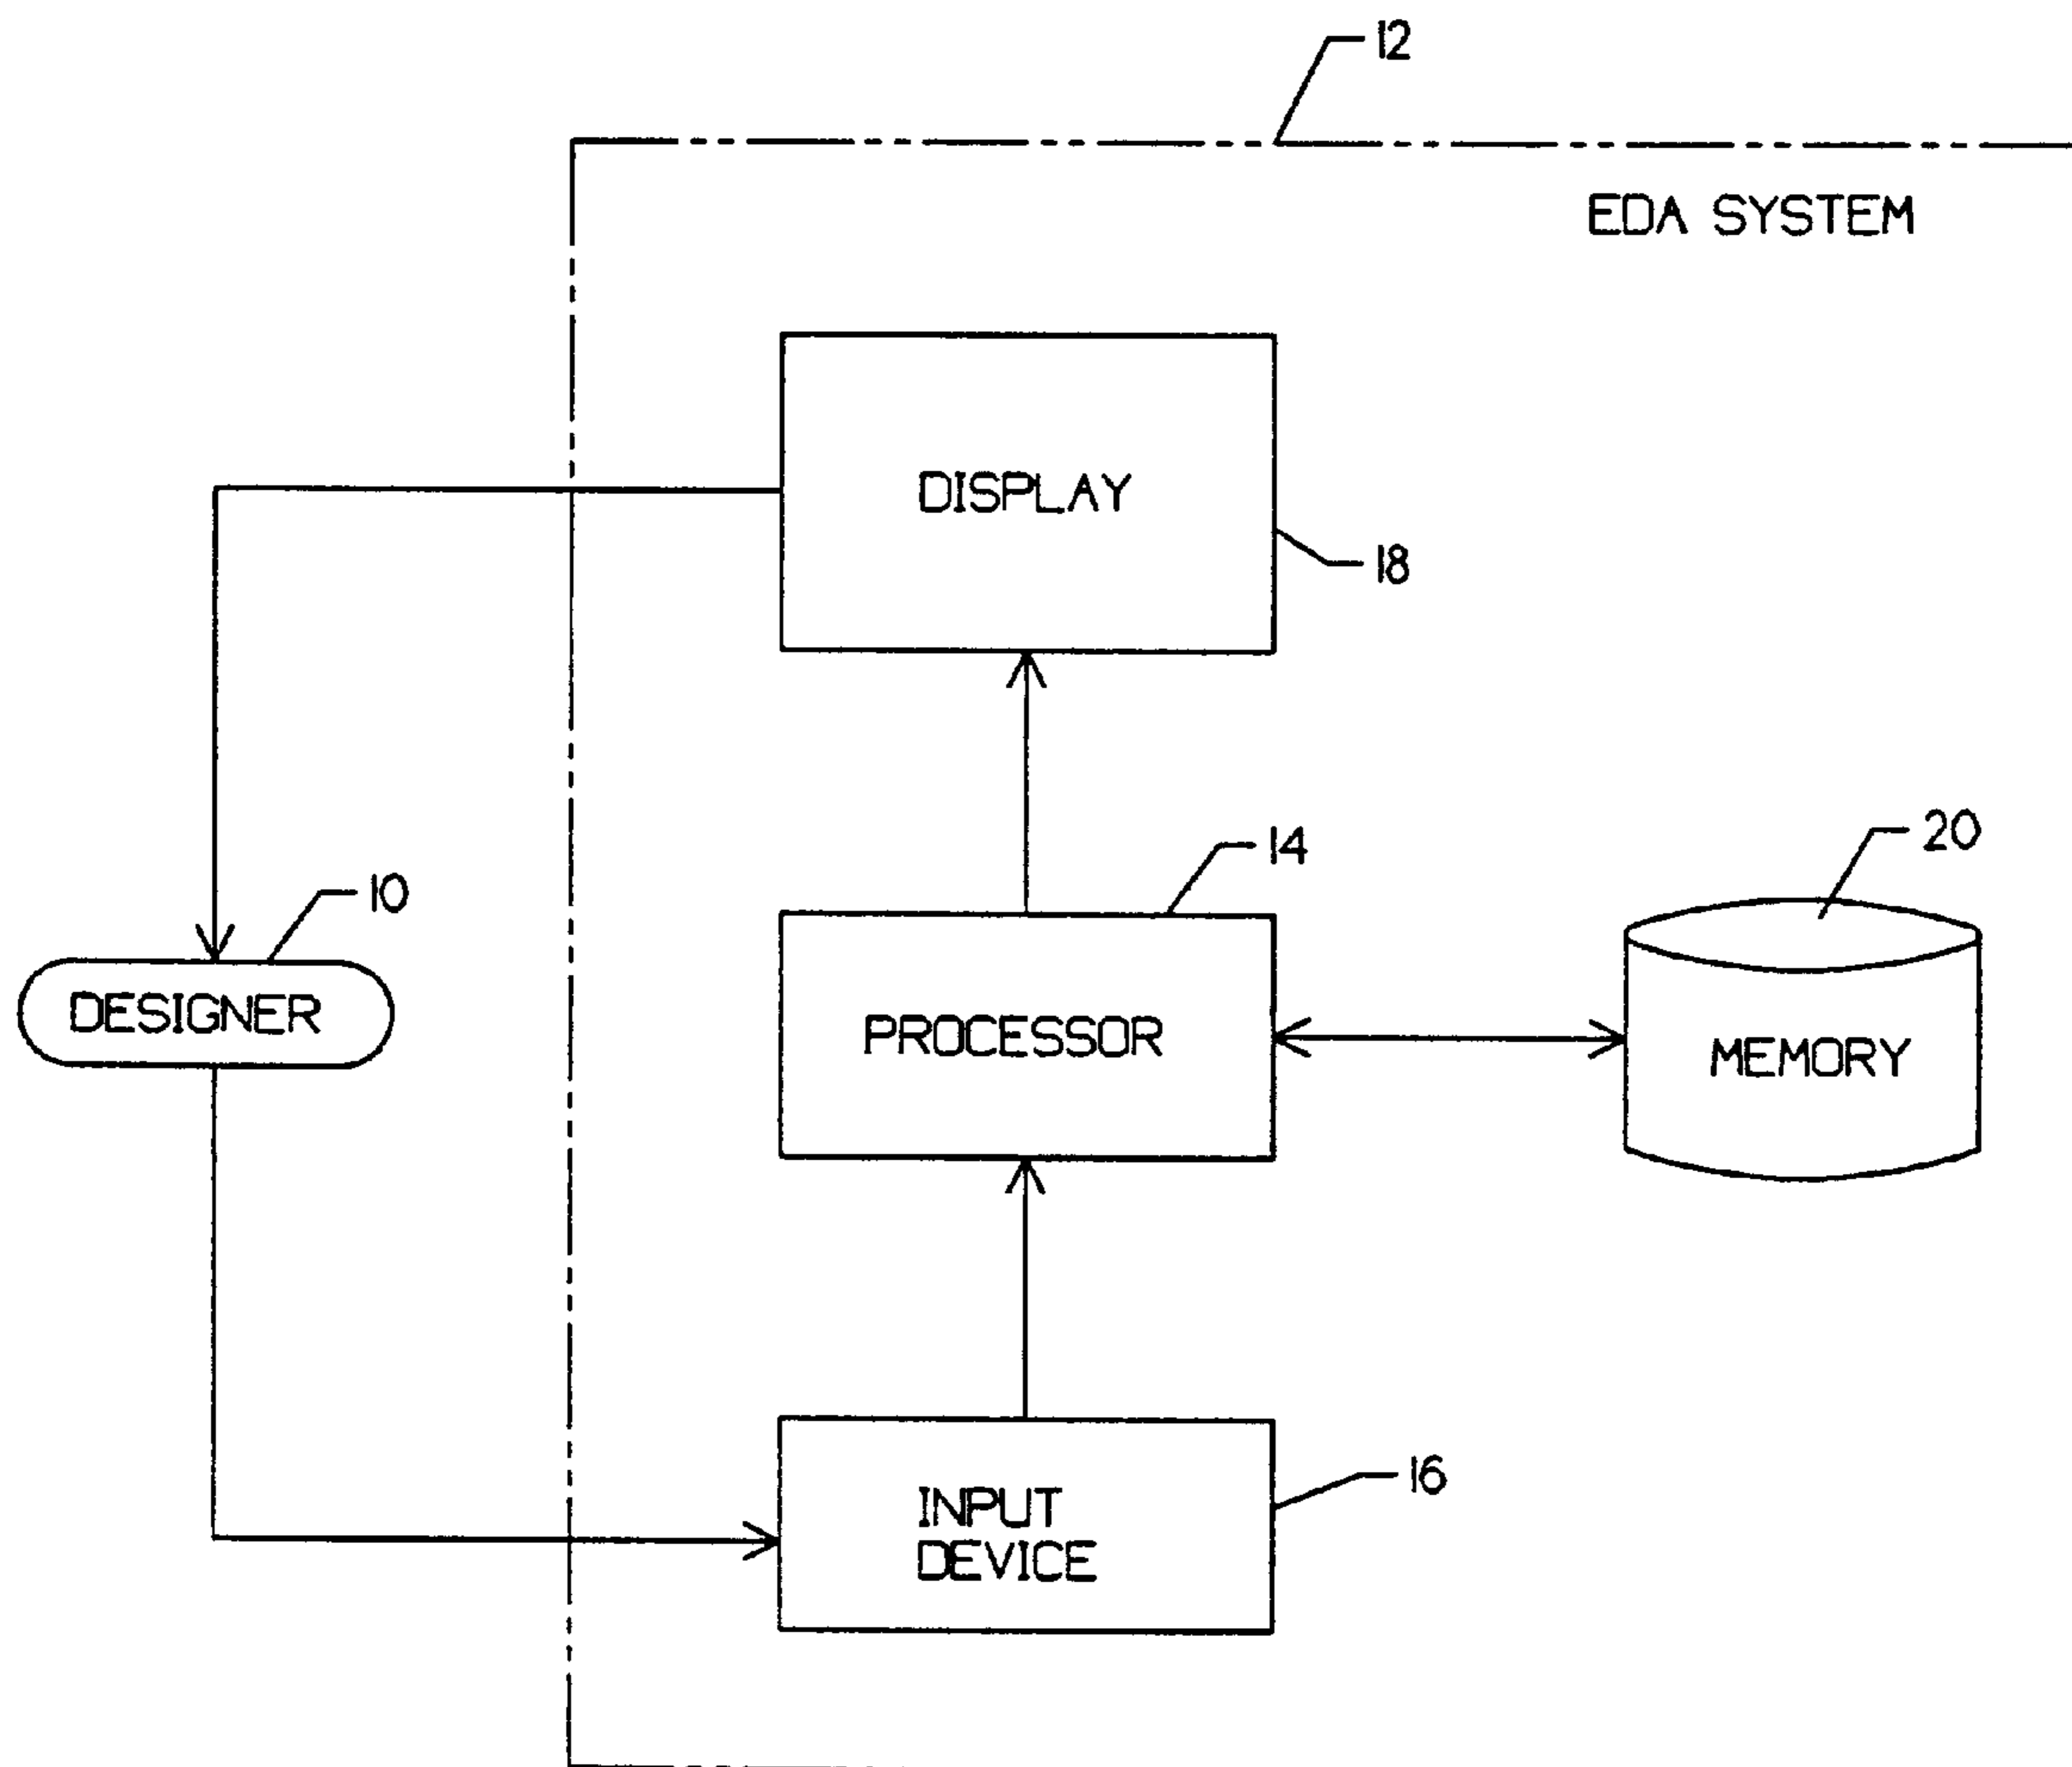 12
EDA SYSTEM
DISPLAY
18
14
20
10
DESIGNER
PROCESSOR
MEMORY
16
INPUT
DEVICE